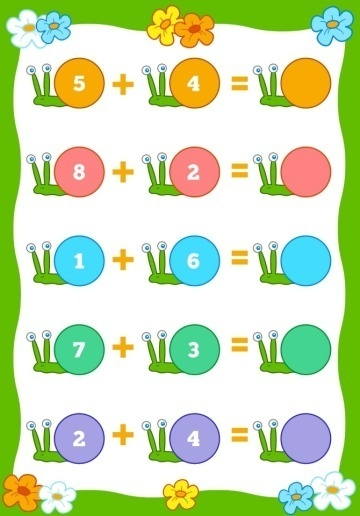 5 + 4 =
8 + 2 =
1 + 6 =
7 + 3 =
2 + 4 =